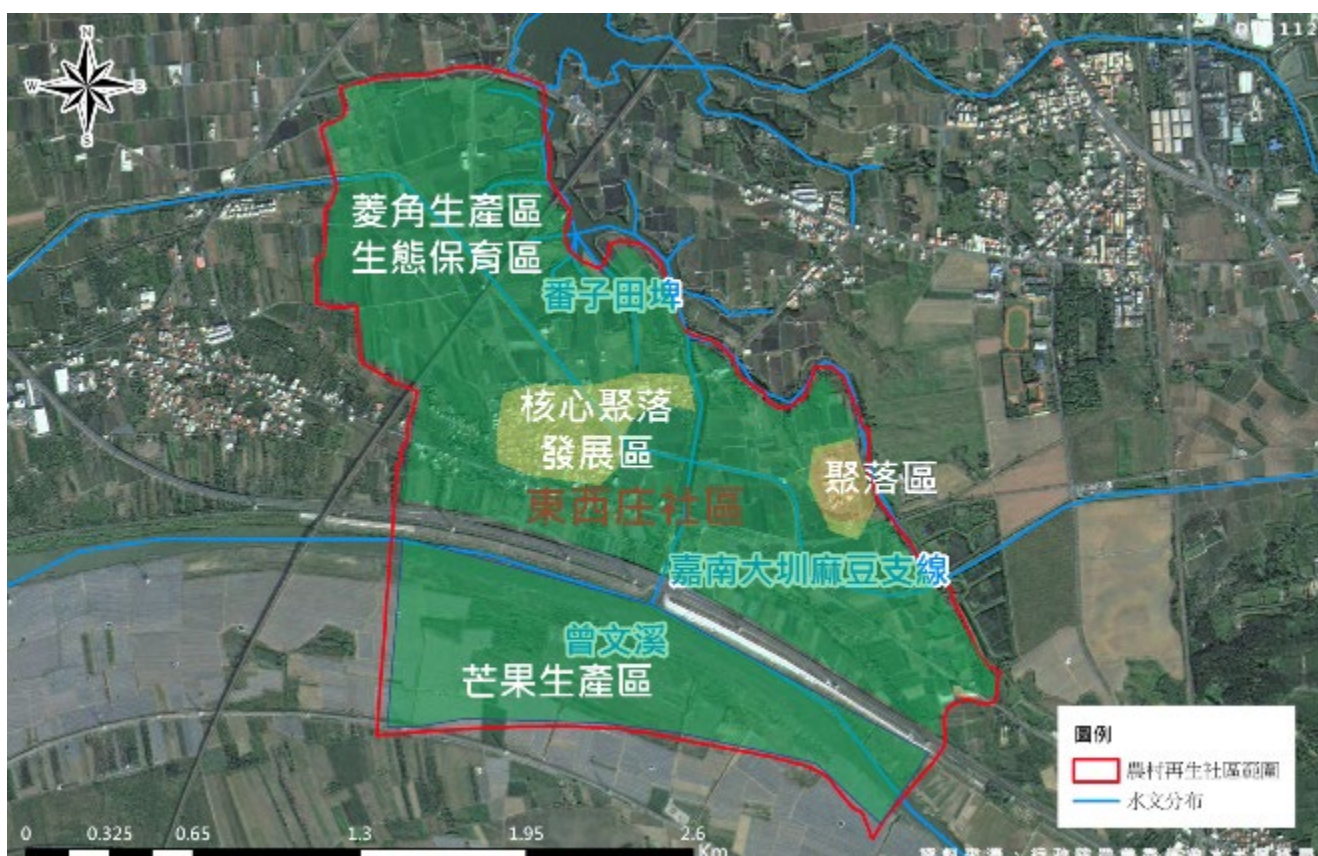 N
W
E
S
112
菱角生產區
生態保育區
番子田埤
核心聚落
發展區
聚落區
東西庄社區
嘉南大圳麻豆支線
曾文溪
芒果生產區
圖例
農村再生社區範圍
水文分布
0 0.325 0.65 1.3 1.95 2.6
Km